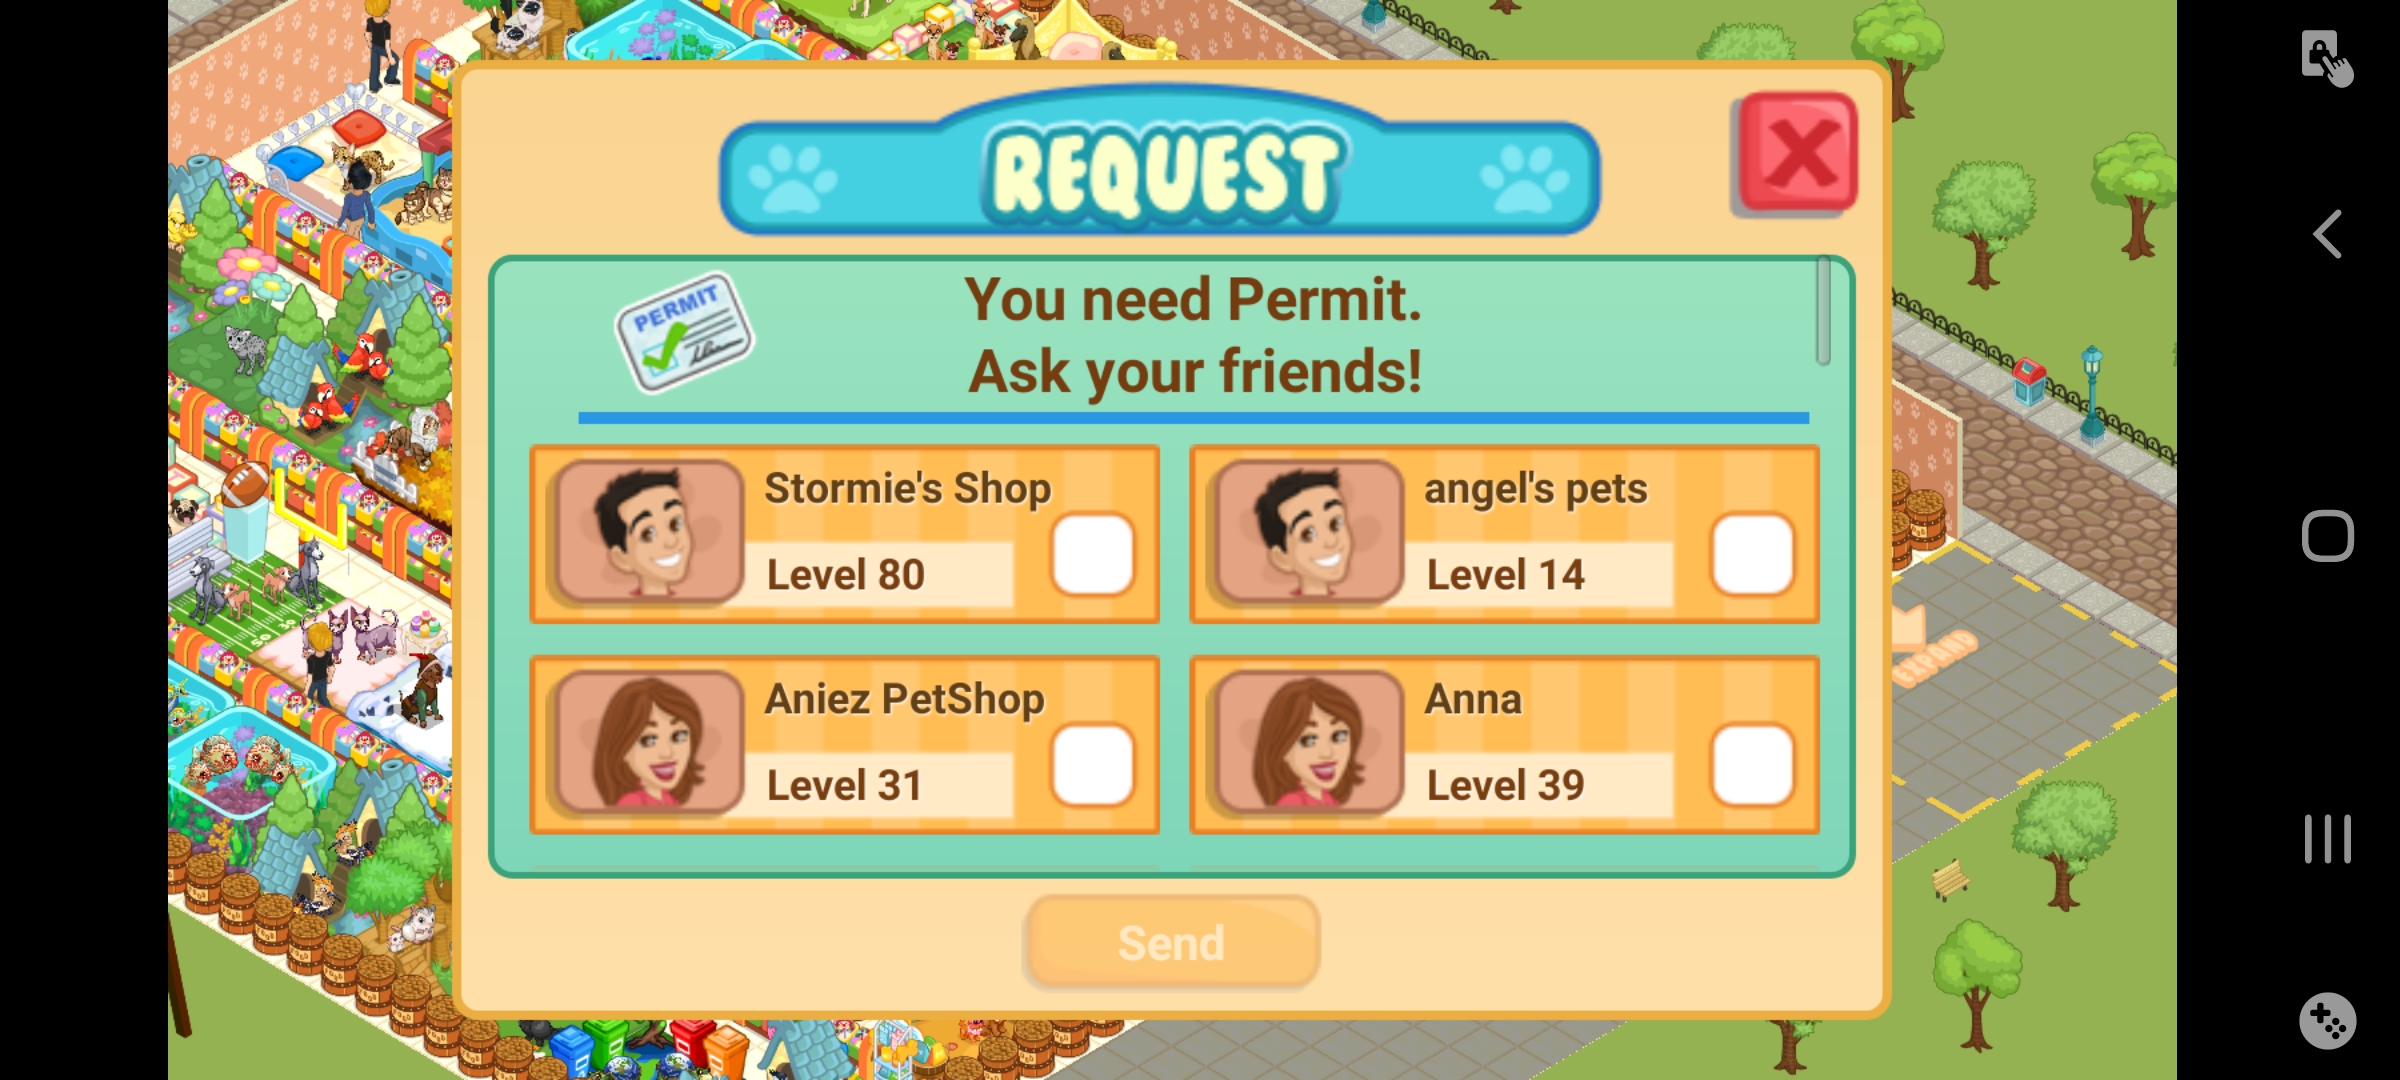 REQUEST
PERMIT
You need Permit.
Ask your friends!
Stormie's Shop
Level 80
angel's pets
Level 14
Aniez PetShop
Level 31
Anna
Level 39
EXPAND
Send